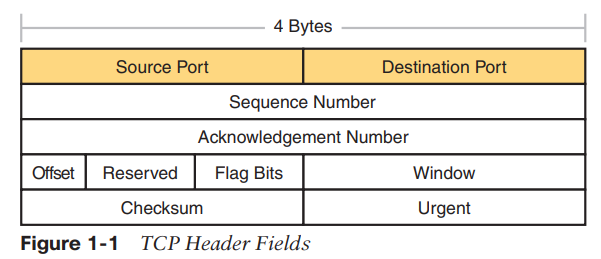 4 Bytes
Source Port Destination Port
Sequence Number
Acknowledgement Number
Offset Reserved Flag Bits Window
Checksum Urgent
Figure 1-1 TCP Header Fields